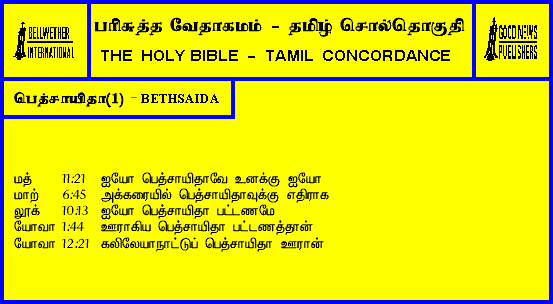 BELLWETHER
INTERNATIONAL
பரிசுத்த வேதாகமம் - தமிழ் சொல்தொகுதி
THE HOLY BIBLE - TAMIL CONCORDANCE
GOOD NEWS
PUBLISHERS
பெத்சாயிதா(1) - BETHSAIDA
மத் 11:21 ஐயோ பெத்சாயிதாவே உனக்கு ஐயோ
மாற் 6:45 அக்கரையில் பெத்சாயிதாவுக்கு எதிராக
லூக் 10:13 ஐயோ பெத்சாயிதா பட்டணமே
யோவா 1:44 ஊராகிய பெத்சாயிதா பட்டணத்தான்
யோவா 12:21 கலிலேயாநாட்டுப் பெத்சாயிதா ஊரான்